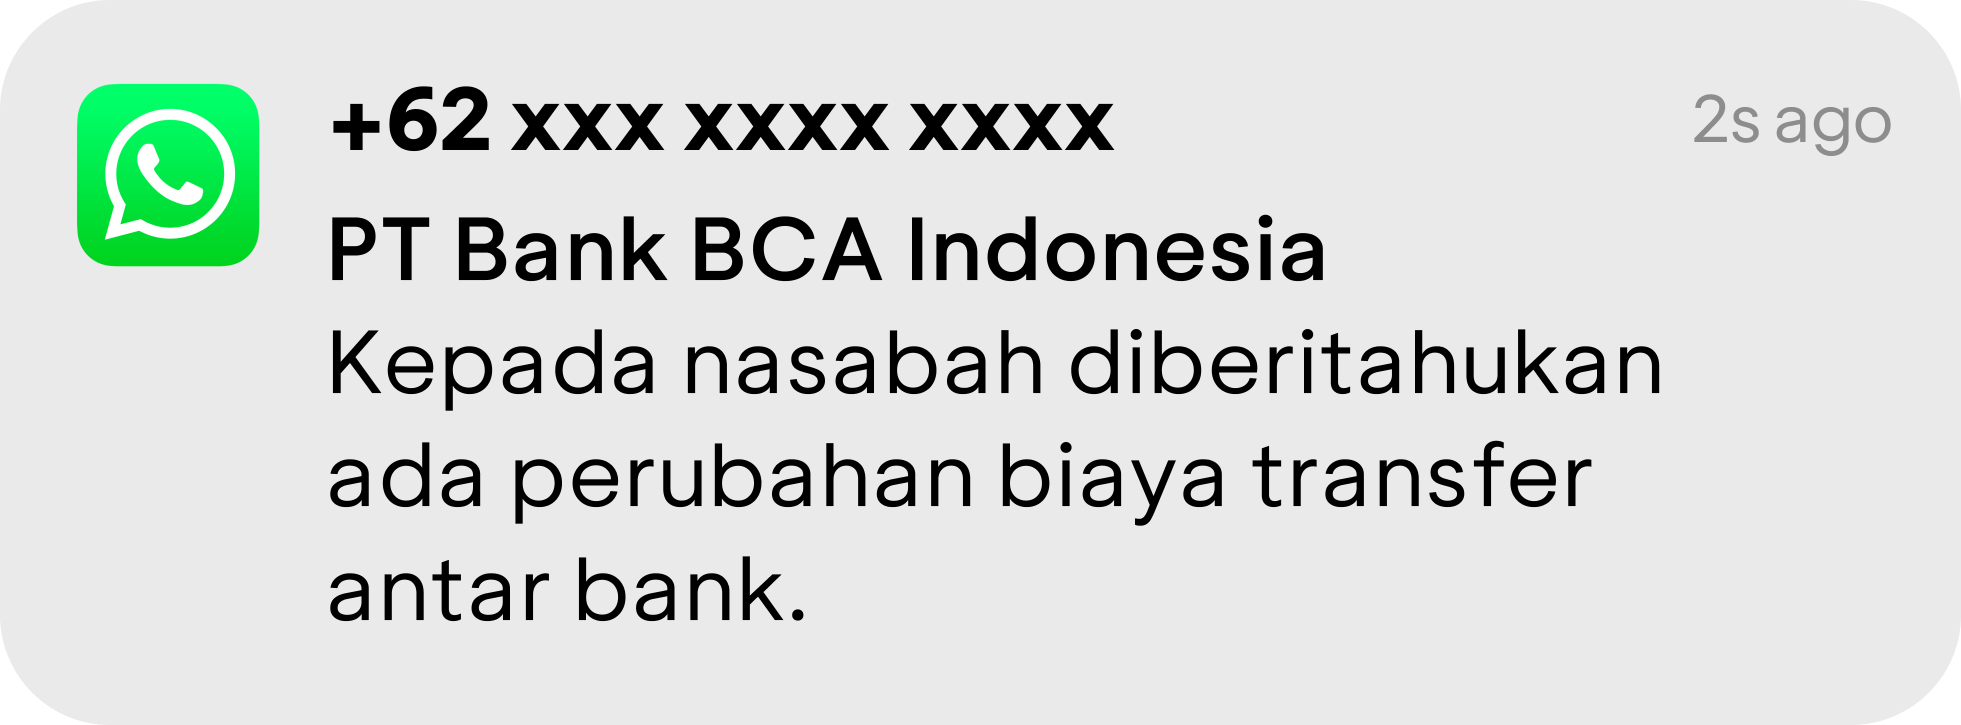 +62 xxx xxxx xxxx
2s ago
PT Bank BCA Indonesia
Kepada nasabah diberitahukan
ada perubahan biaya transfer
antar bank.